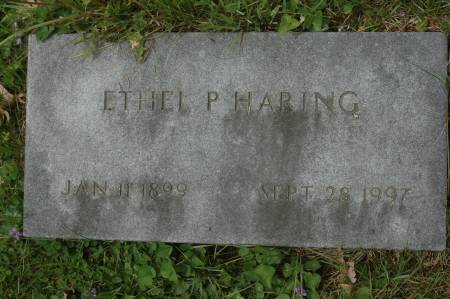 ETHEL P HARING
JAN 11 1899 SEPT. 28 1997